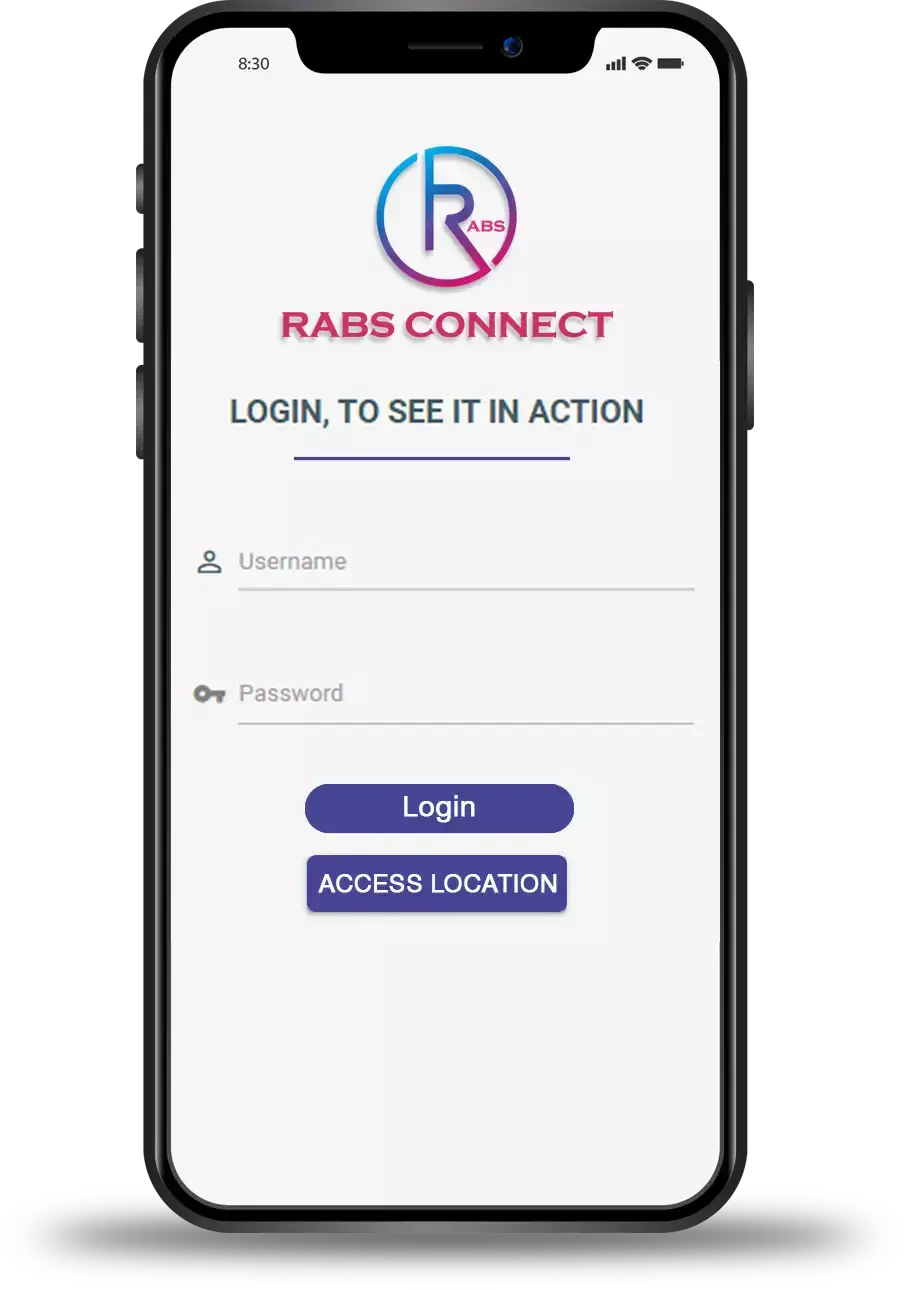 8:30
R
ABS
RABS CONNECT
LOGIN, TO SEE IT IN ACTION
Username
Password
Login
ACCESS LOCATION